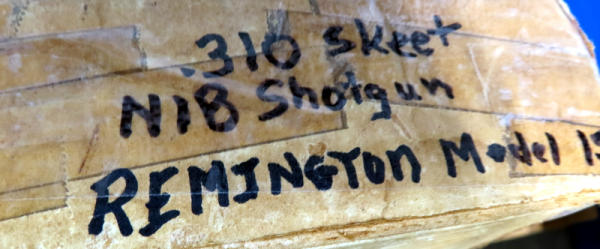 .310 skeet
NIB Shotgun
REMINGTON Model